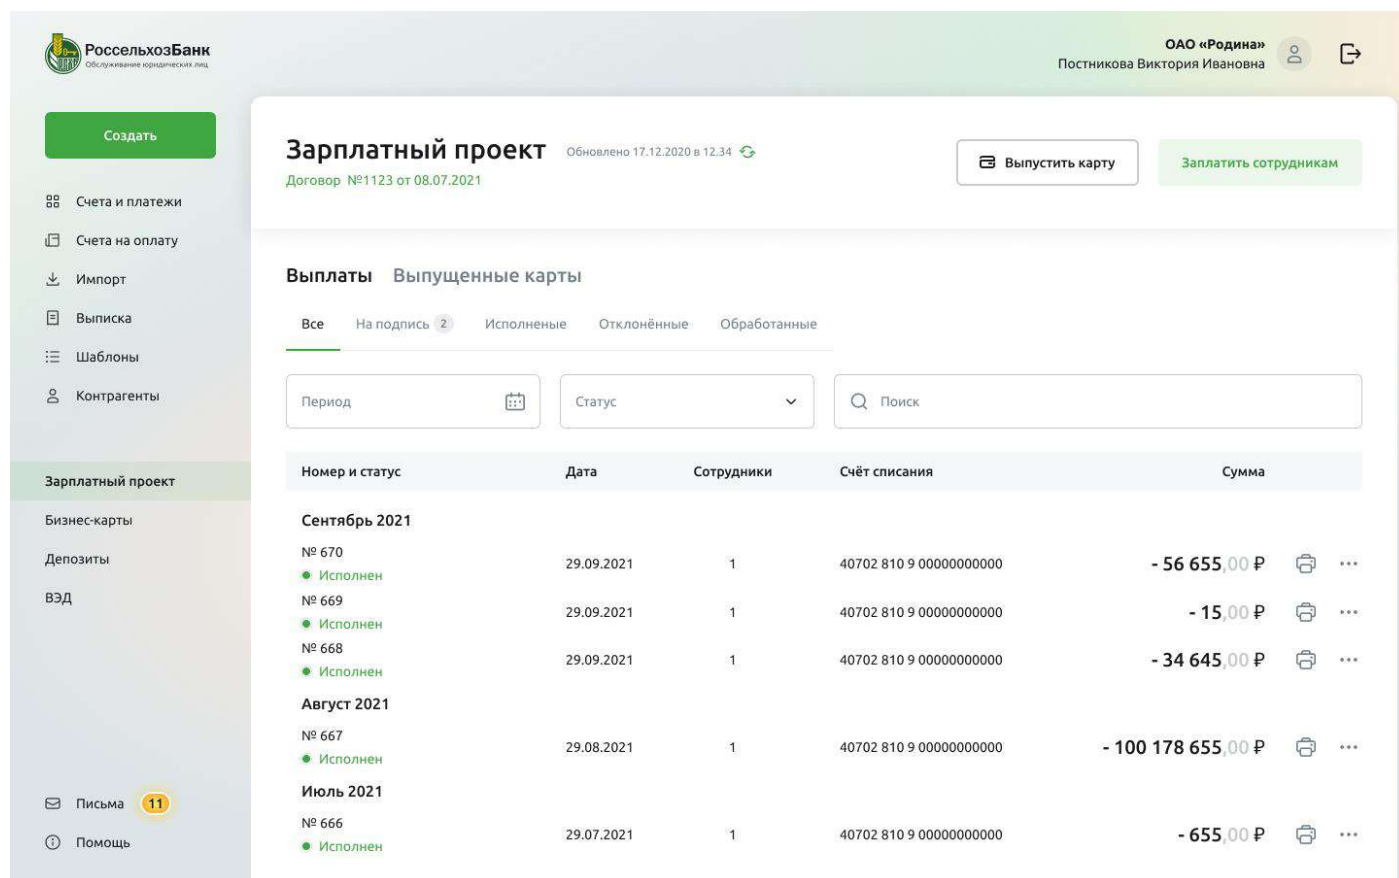 РоссельхозБанк
Обслуживание юридических лиц
ОАО «Родина»
Постникова Виктория Ивановна
Создать
Счета и платежи
Счета на оплату
Импорт
Выписка
Шаблоны
Контрагенты
Зарплатный проект
Бизнес-карты
Депозиты
ВЭД
Письма 11
Помощь
Зарплатный проект Обновлено 17.12.2020 в 12.34
Договор №1123 от 08.07.2021
Выпустить карту
Заплатить сотрудникам
Выплаты Выпущенные карты
Все На подпись 2 Исполненые Отклонённые Обработанные
Период Статус Поиск
Номер и статус Дата Сотрудники Счёт списания Сумма
Сентябрь 2021
№ 670
Исполнен
29.09.2021 1 40702 810 9 00000000000 - 56 655,00 ₽
№ 669
Исполнен
29.09.2021 1 40702 810 9 00000000000 - 15,00 ₽
№ 668
Исполнен
29.09.2021 1 40702 810 9 00000000000 - 34 645,00 ₽
Август 2021
№ 667
Исполнен
29.08.2021 1 40702 810 9 00000000000 - 100 178 655,00 ₽
Июль 2021
№ 666
Исполнен
29.07.2021 1 40702 810 9 00000000000 - 655,00 ₽